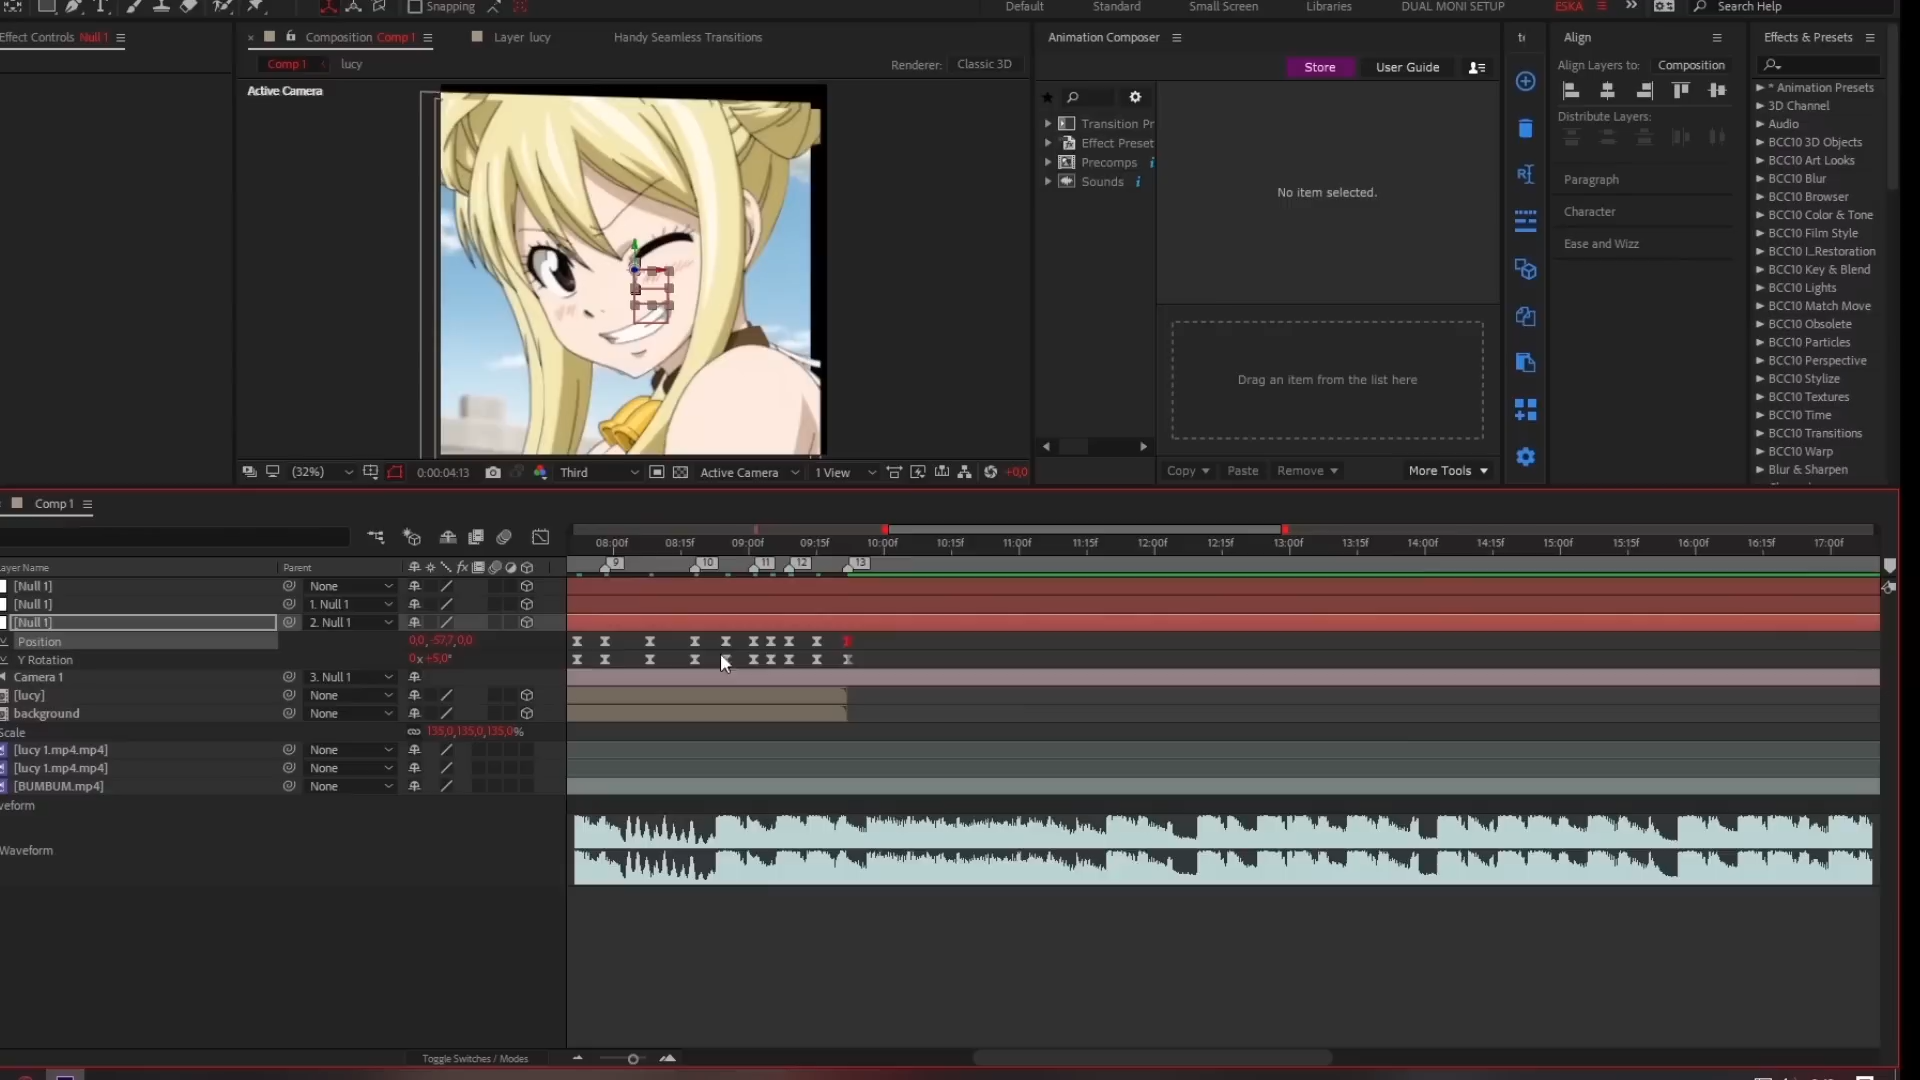 Snapping
Default
Standard
Small Screen
Libraries
DUAL MONI SETUP
ESKA
Search Help
Effect Controls Null 1
Composition Comp 1
Layer lucy
Handy Seamless Transitions
Animation Composer
Align
Effects & Presets
Comp 1
lucy
Renderer:
Classic 3D
Store
User Guide
Align Layers to:
Composition
Active Camera
Distribute Layers:
Paragraph
Character
Ease and Wizz
Transition Pr
Effect Preset
Precomps
Sounds
No item selected.
Drag an item from the list here
Copy
Paste
Remove
More Tools
* Animation Presets
3D Channel
Audio
BCC10 3D Objects
BCC10 Art Looks
BCC10 Blur
BCC10 Browser
BCC10 Color & Tone
BCC10 Film Style
BCC10 I..Restoration
BCC10 Key & Blend
BCC10 Lights
BCC10 Match Move
BCC10 Obsolete
BCC10 Particles
BCC10 Perspective
BCC10 Stylize
BCC10 Textures
BCC10 Time
BCC10 Transitions
BCC10 Warp
Blur & Sharpen
(32%)
0:00:04:13
Third
Active Camera
1 View
+0,0
Comp 1
08:00f 08:15f 09:00f 09:15f 10:00f 10:15f 11:00f 11:15f 12:00f 12:15f 13:00f 13:15f 14:00f 14:15f 15:00f 15:15f 16:00f 16:15f 17:00f
9 10 11 12 13
ayer Name
Parent
fx
[Null 1] None
[Null 1] 1. Null 1
[Null 1] 2. Null 1
Position 0,0,-57,7,0,0
Y Rotation 0x+5,0°
Camera 1 3. Null 1
[lucy] None
background None
Scale 135,0,135,0,135,0%
[lucy 1.mp4.mp4] None
[lucy 1.mp4.mp4] None
[BUMBUM.mp4] None
veform
Waveform
Toggle Switches / Modes